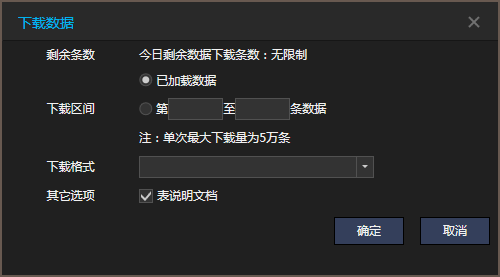 下载数据
剩余条数 今日剩余数据下载条数：无限制
已加载数据
下载区间 第 至 条数据
注：单次最大下载量为5万条
下载格式
其它选项 表说明文档
确定 取消